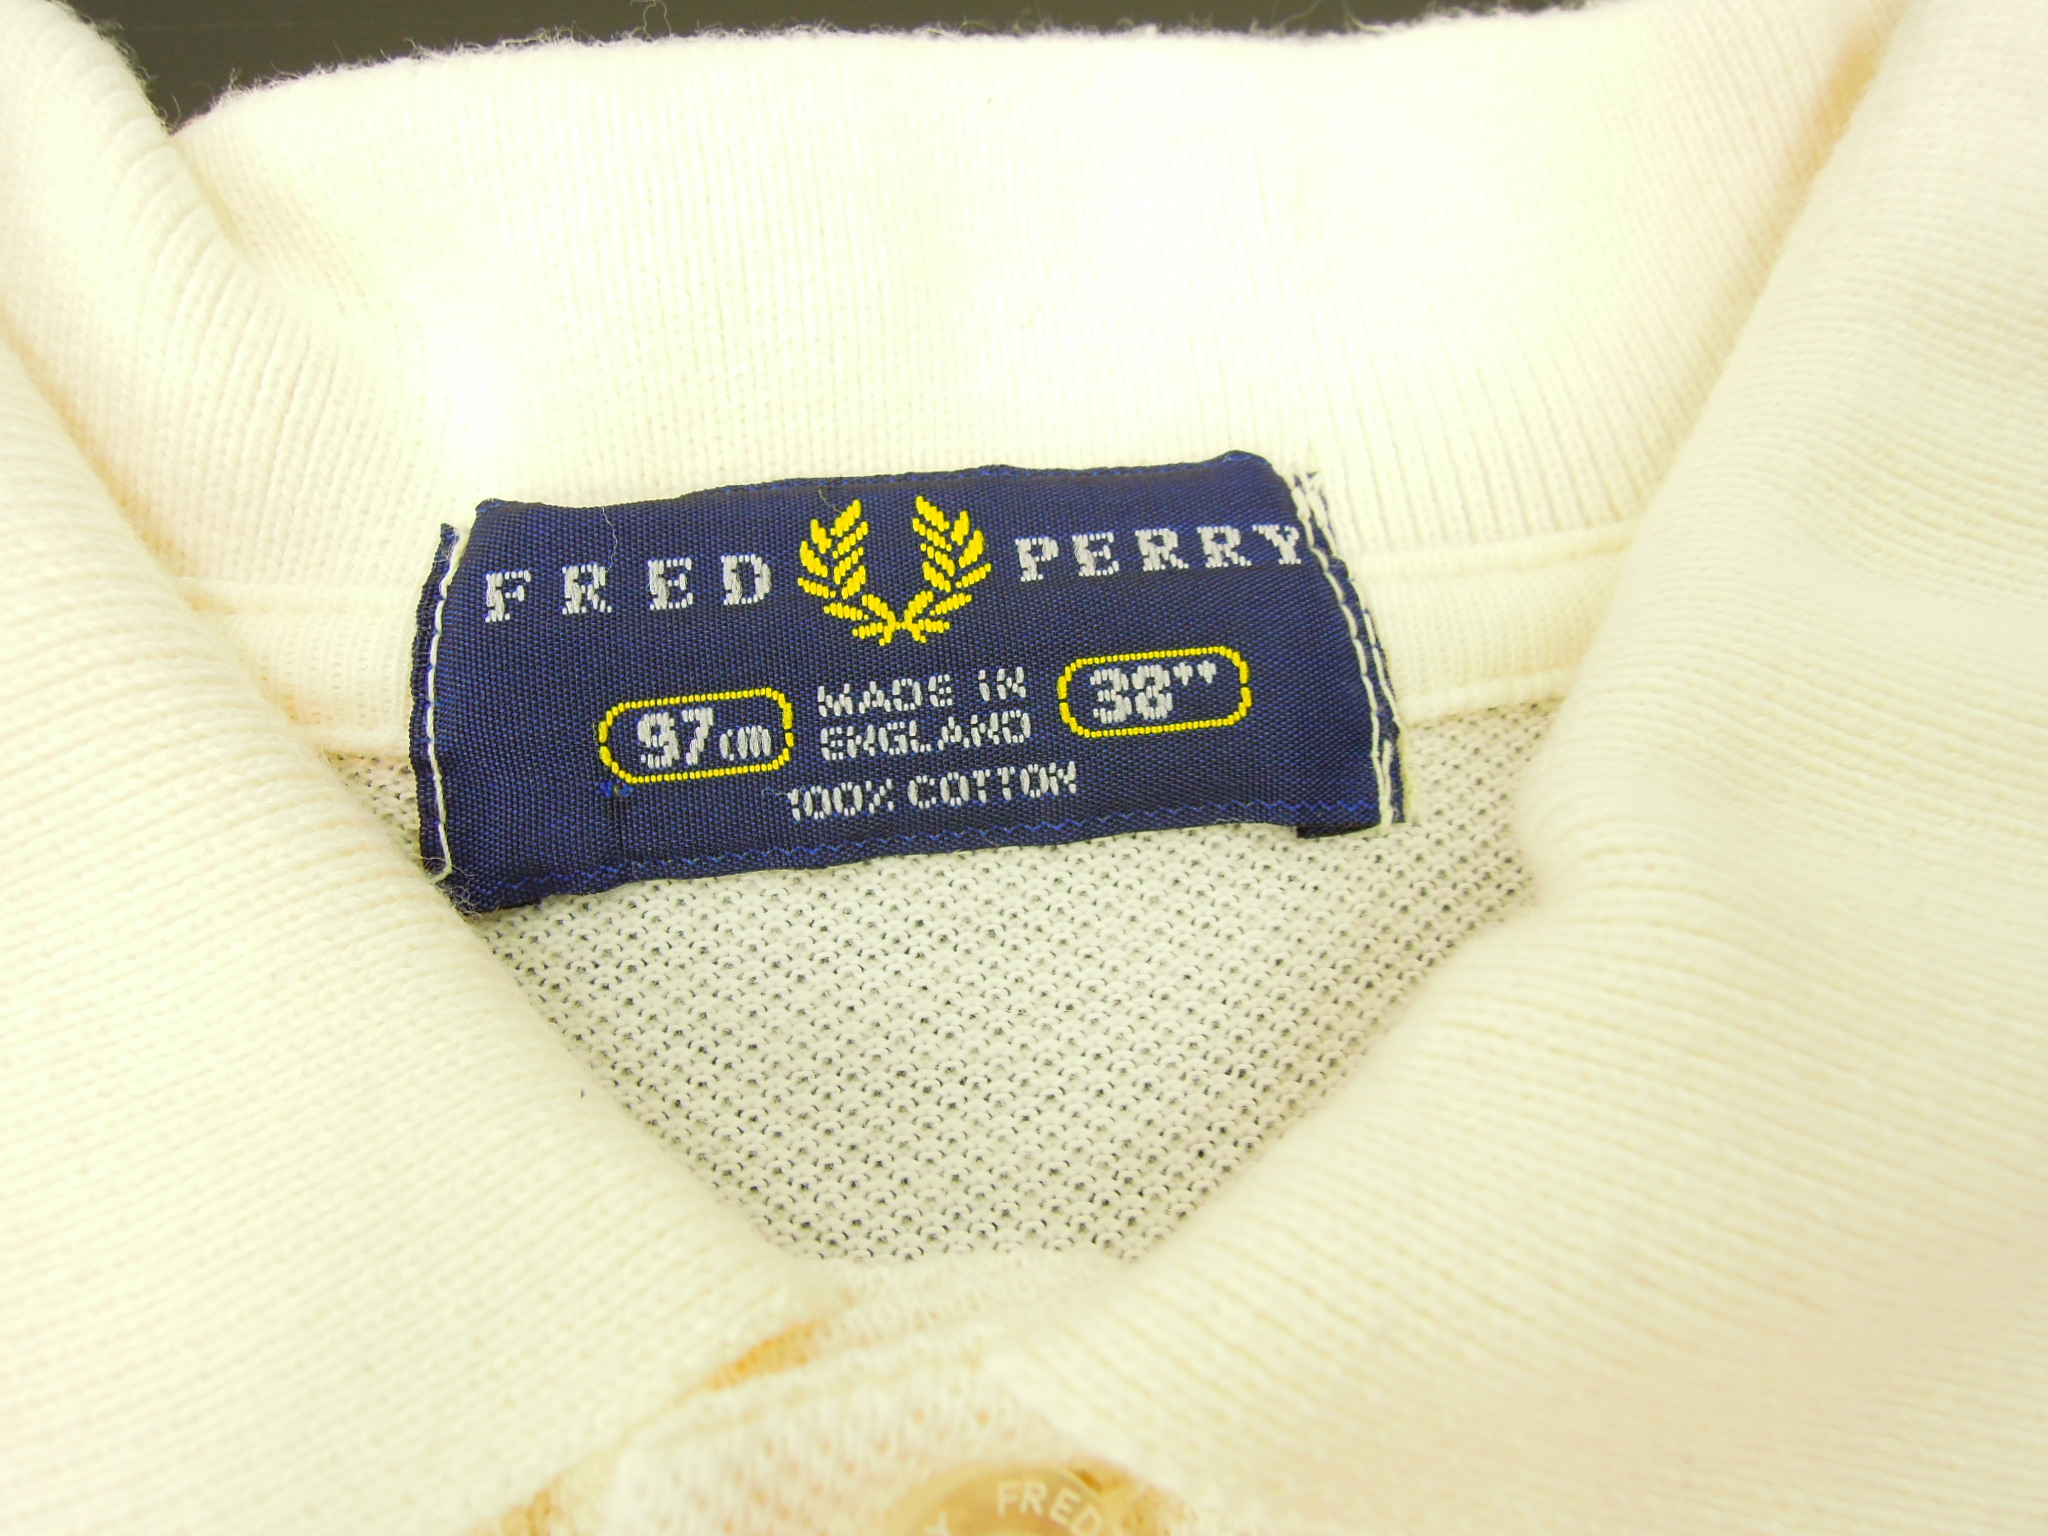 FRED PERRY
97cm
MADE IN
ENGLAND
38"
100% COTTON
FRED